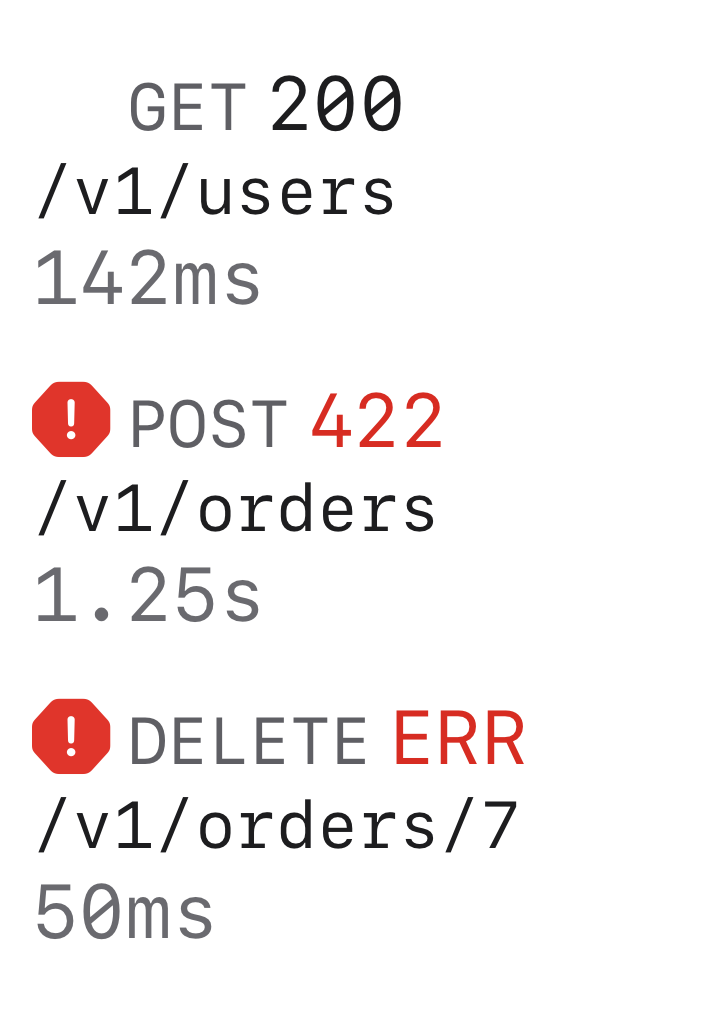 GET 200
/v1/users
142ms
! POST 422
/v1/orders
1.25s
! DELETE ERR
/v1/orders/7
50ms